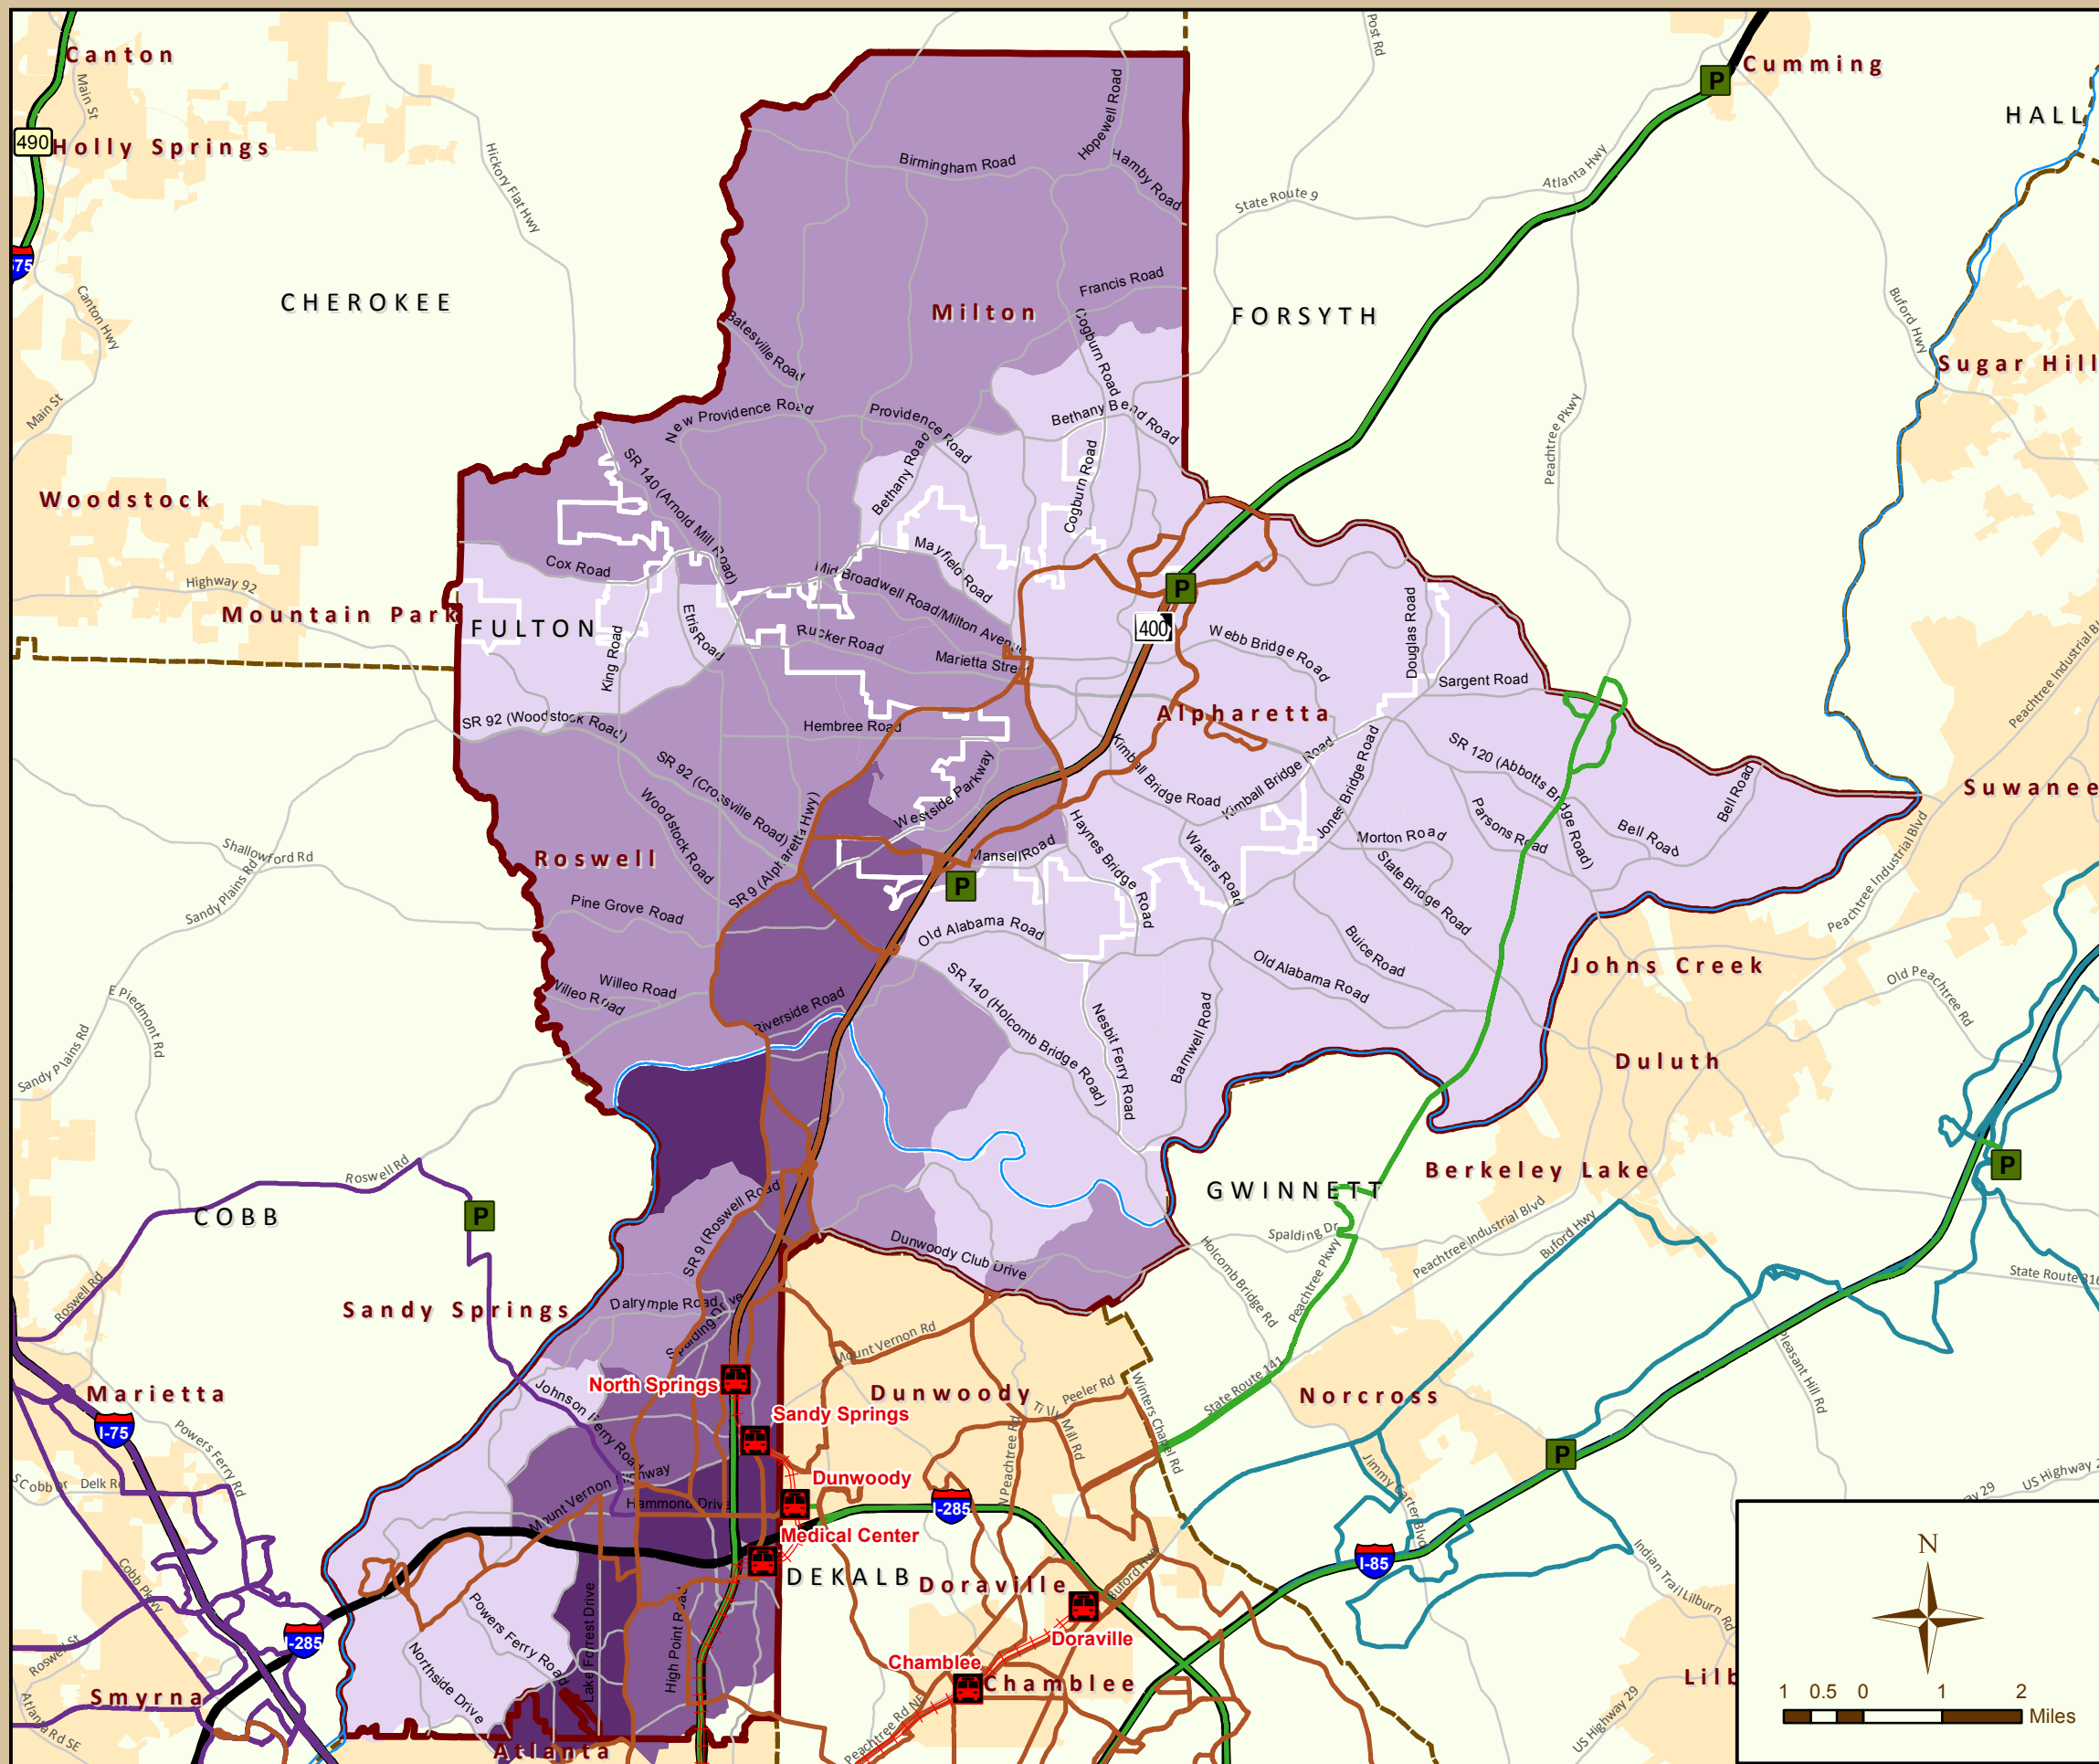 Canton
Cumming
P
Main St
Post Rd
HALL
490
Holly Springs
Hopewell Road
Birmingham Road
Hamby Road
Hickory Flat Hwy
Atlanta Hwy
State Route 9
75
Francis Road
CHEROKEE
Milton
FORSYTH
Canton Hwy
Batesville Road
Cogburn Road
Buford Hwy
Sugar Hill
Main St
New Providence Road
Providence Road
Bethany Bend Road
Peachtree Pkwy
Bethany Road
Cogburn Road
SR 140 (Arnold Mill Road)
Woodstock
Highway 92
Cox Road
Mayfield Road
Mid Broadwell Road/Milton Avenue
P
Mountain Park
FULTON
King Road
Etris Road
Rucker Road
Marietta Street
400
Webb Bridge Road
Douglas Road
Sargent Road
Peachtree Industrial Bl
SR 92 (Woodstock Road)
Hembree Road
Alpharetta
SR 92 (Crossville Road)
Woodstock Road
SR 9 (Alpharetta Hwy)
Westside Parkway
Kimball Bridge Road
Kimball Bridge Road
Jones Bridge Road
SR 120 (Abbotts Bridge Road)
Parsons Road
Bell Road
Bell Road
Suwanee
Shallowford Rd
Sandy Plains Rd
Roswell
Mansell Road
P
Haynes Bridge Road
Waters Road
Morton Road
State Bridge Road
Peachtree Industrial Blvd
Pine Grove Road
Old Alabama Road
Old Alabama Road
Buice Road
Johns Creek
Old Peachtree Rd
Willeo Road
Willeo Road
Riverside Road
SR 140 (Holcomb Bridge Road)
Nesbit Ferry Road
Barnwell Road
E Piedmont Rd
Sandy Plains Rd
Duluth
P
Roswell Rd
P
COBB
SR 9 (Roswell Road)
GWINNETT
Berkeley Lake
Dunwoody Club Drive
Holcomb Bridge Rd
Spalding Dr
Peachtree Pkwy
Peachtree Industrial Blvd
Buford Hwy
State Route 316
Roswell Rd
Sandy Springs
Dalrymple Road
Spalding Drive
Mount Vernon Rd
Pleasant Hill Rd
Marietta
North Springs
Sandy Springs
Dunwoody
Peeler Rd
Tilly Mill Rd
N Peachtree Rd
Winters Chapel Rd
State Route 141
Norcross
I-75
Powers Ferry Rd
Johnson Ferry Road
Mount Vernon Highway
Hammond Drive
Dunwoody
Medical Center
I-285
Jimmy Carter Blvd
P
S Cobb Dr
Delk Rd
I-85
US Highway 29
Cobb Pkwy
DEKALB
Doraville
Buford Hwy
Indian Trail Lilburn Rd
Powers Ferry Road
Lake Forrest Drive
High Point Road
Northside Drive
Doraville
Chamblee
Chamblee
I-285
Roswell St
Smyrna
Atlanta Rd SE
Atlanta
Peachtree Rd NE
US Highway 29
Lilb
N
1 0.5 0 1 2
Miles